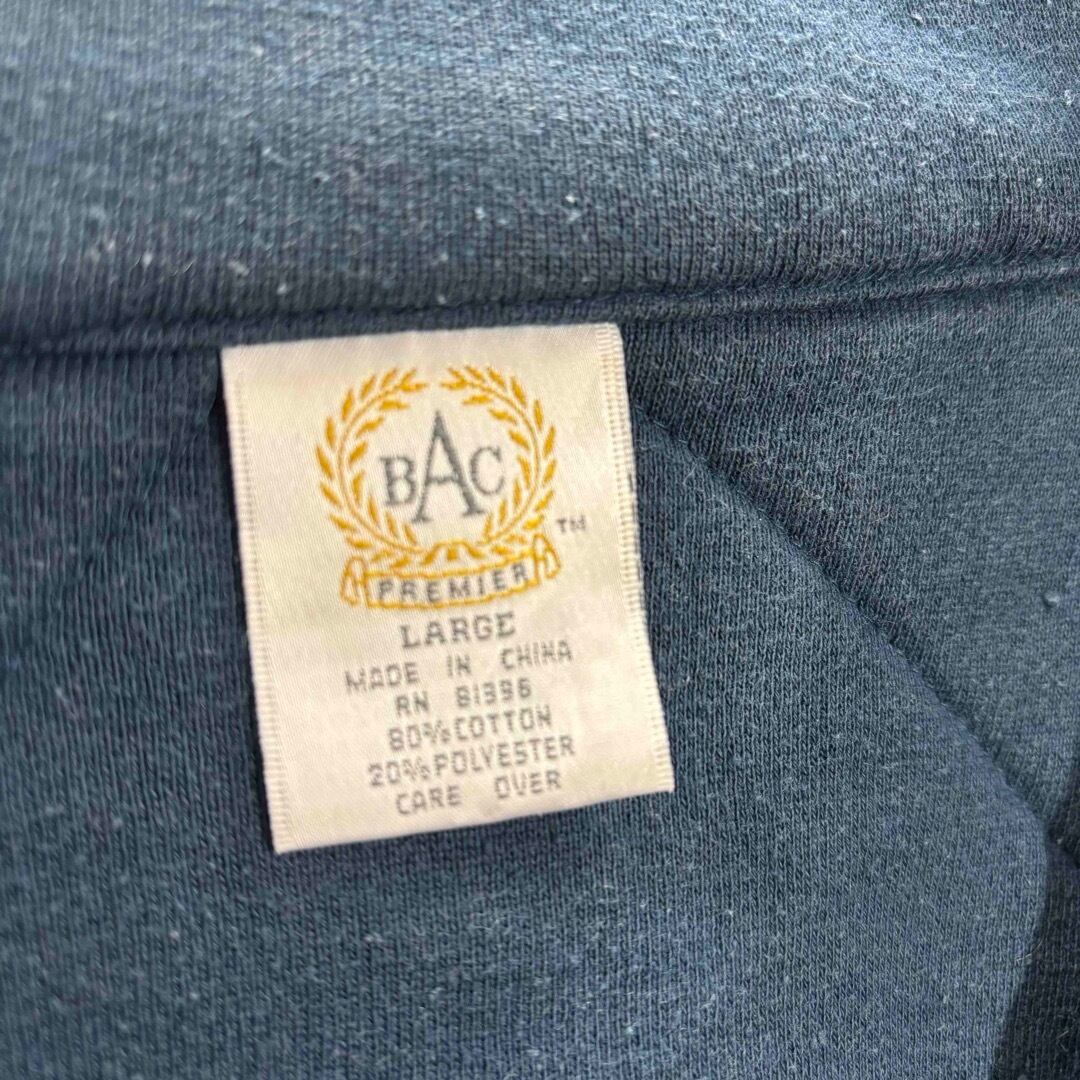 BAC
TM
PREMIER
LARGE
MADE IN CHINA
RN 81396
80% COTTON
20% POLYESTER
CARE OVER